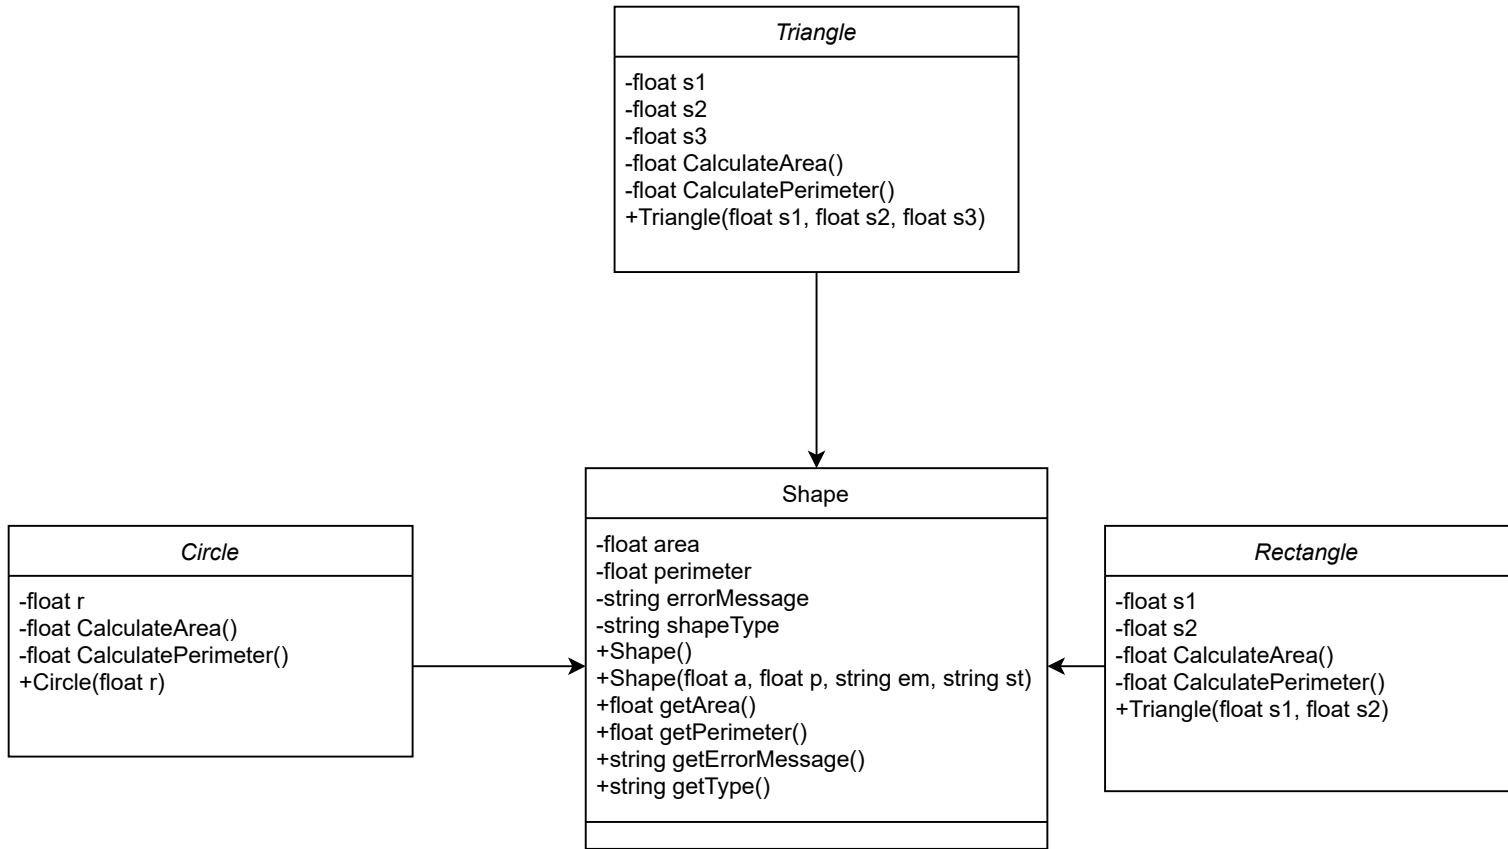 Triangle
-float s1
-float s2
-float s3
-float CalculateArea()
-float CalculatePerimeter()
+Triangle(float s1, float s2, float s3)
Circle
-float r
-float CalculateArea()
-float CalculatePerimeter()
+Circle(float r)
Shape
-float area
-float perimeter
-string errorMessage
-string shapeType
+Shape()
+Shape(float a, float p, string em, string st)
+float getArea()
+float getPerimeter()
+string getErrorMessage()
+string getType()
Rectangle
-float s1
-float s2
-float CalculateArea()
-float CalculatePerimeter()
+Triangle(float s1, float s2)